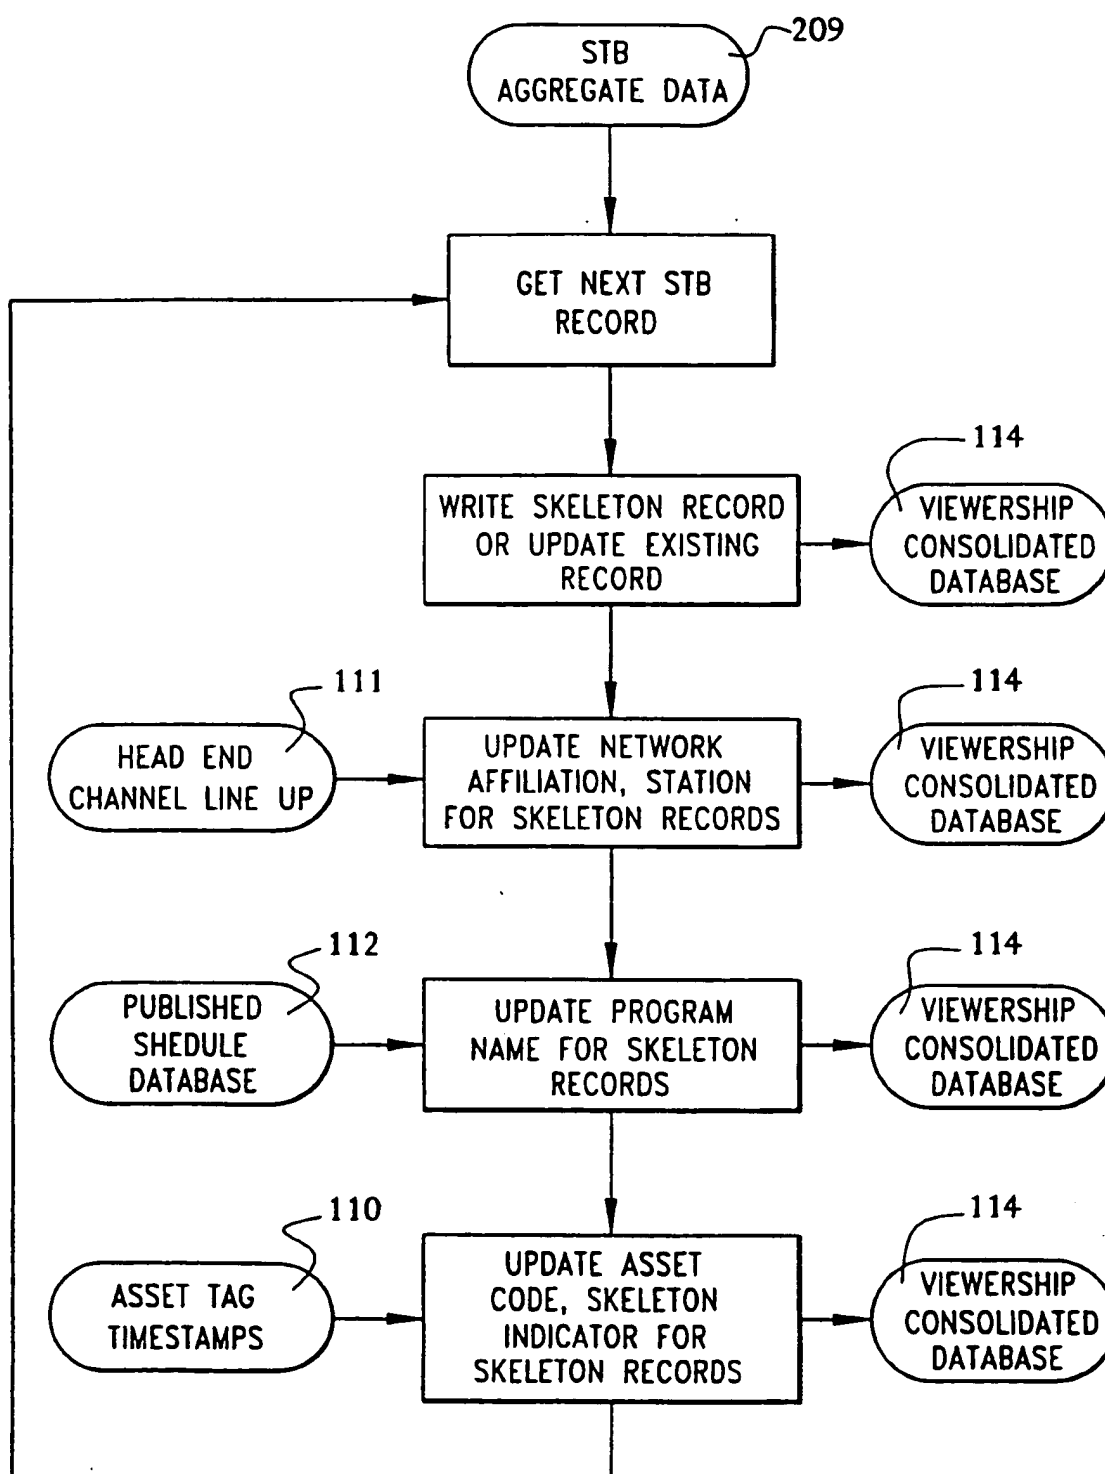 209
STB
AGGREGATE DATA
GET NEXT STB
RECORD
114
WRITE SKELETON RECORD
OR UPDATE EXISTING
RECORD
VIEWERSHIP
CONSOLIDATED
DATABASE
111
114
HEAD END
CHANNEL LINE UP
UPDATE NETWORK
AFFILIATION, STATION
FOR SKELETON RECORDS
VIEWERSHIP
CONSOLIDATED
DATABASE
112
114
PUBLISHED
SHEDULE
DATABASE
UPDATE PROGRAM
NAME FOR SKELETON
RECORDS
VIEWERSHIP
CONSOLIDATED
DATABASE
110
114
ASSET TAG
TIMESTAMPS
UPDATE ASSET
CODE, SKELETON
INDICATOR FOR
SKELETON RECORDS
VIEWERSHIP
CONSOLIDATED
DATABASE